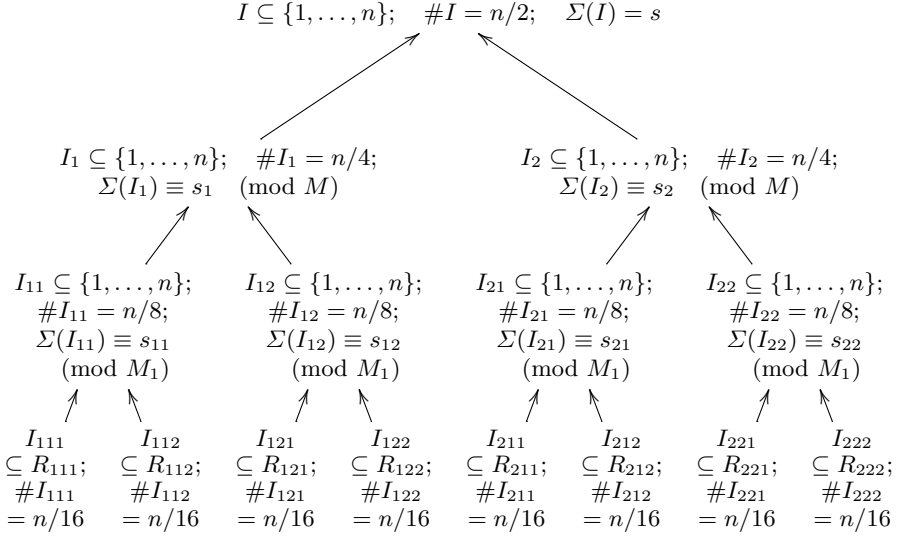 I ⊆ {1, . . . , n};   #I = n/2;   Σ(I) = s
I₁ ⊆ {1, . . . , n};   #I₁ = n/4;   I₂ ⊆ {1, . . . , n};   #I₂ = n/4;
Σ(I₁) ≡ s₁   (mod M)   Σ(I₂) ≡ s₂   (mod M)
I₁₁ ⊆ {1, . . . , n};   I₁₂ ⊆ {1, . . . , n};   I₂₁ ⊆ {1, . . . , n};   I₂₂ ⊆ {1, . . . , n};
#I₁₁ = n/8;   #I₁₂ = n/8;   #I₂₁ = n/8;   #I₂₂ = n/8;
Σ(I₁₁) ≡ s₁₁   Σ(I₁₂) ≡ s₁₂   Σ(I₂₁) ≡ s₂₁   Σ(I₂₂) ≡ s₂₂
(mod M₁)   (mod M₁)   (mod M₁)   (mod M₁)
I₁₁₁   I₁₁₂   I₁₂₁   I₁₂₂   I₂₁₁   I₂₁₂   I₂₂₁   I₂₂₂
⊆ R₁₁₁;   ⊆ R₁₁₂;   ⊆ R₁₂₁;   ⊆ R₁₂₂;   ⊆ R₂₁₁;   ⊆ R₂₁₂;   ⊆ R₂₂₁;   ⊆ R₂₂₂;
#I₁₁₁   #I₁₁₂   #I₁₂₁   #I₁₂₂   #I₂₁₁   #I₂₁₂   #I₂₂₁   #I₂₂₂
= n/16   = n/16   = n/16   = n/16   = n/16   = n/16   = n/16   = n/16